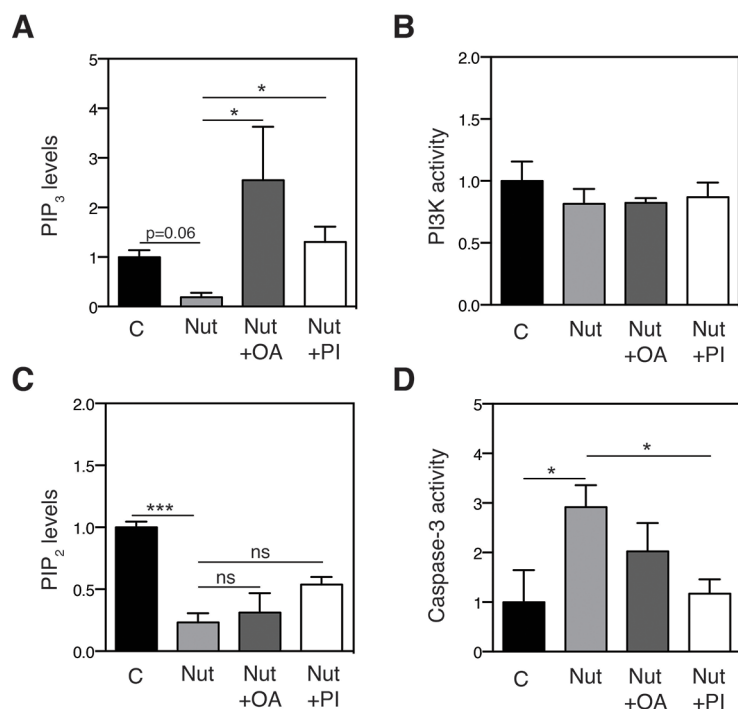 A
PIP₃ levels
5
4
3
2
1
0
*
*
p=0.06
C
Nut
Nut
+OA
Nut
+PI
B
PI3K activity
2.0
1.5
1.0
0.5
0.0
C
Nut
Nut
+OA
Nut
+PI
C
PIP₂ levels
2.0
1.5
1.0
0.5
0.0
***
ns
ns
C
Nut
Nut
+OA
Nut
+PI
D
Caspase-3 activity
5
4
3
2
1
0
*
*
C
Nut
Nut
+OA
Nut
+PI